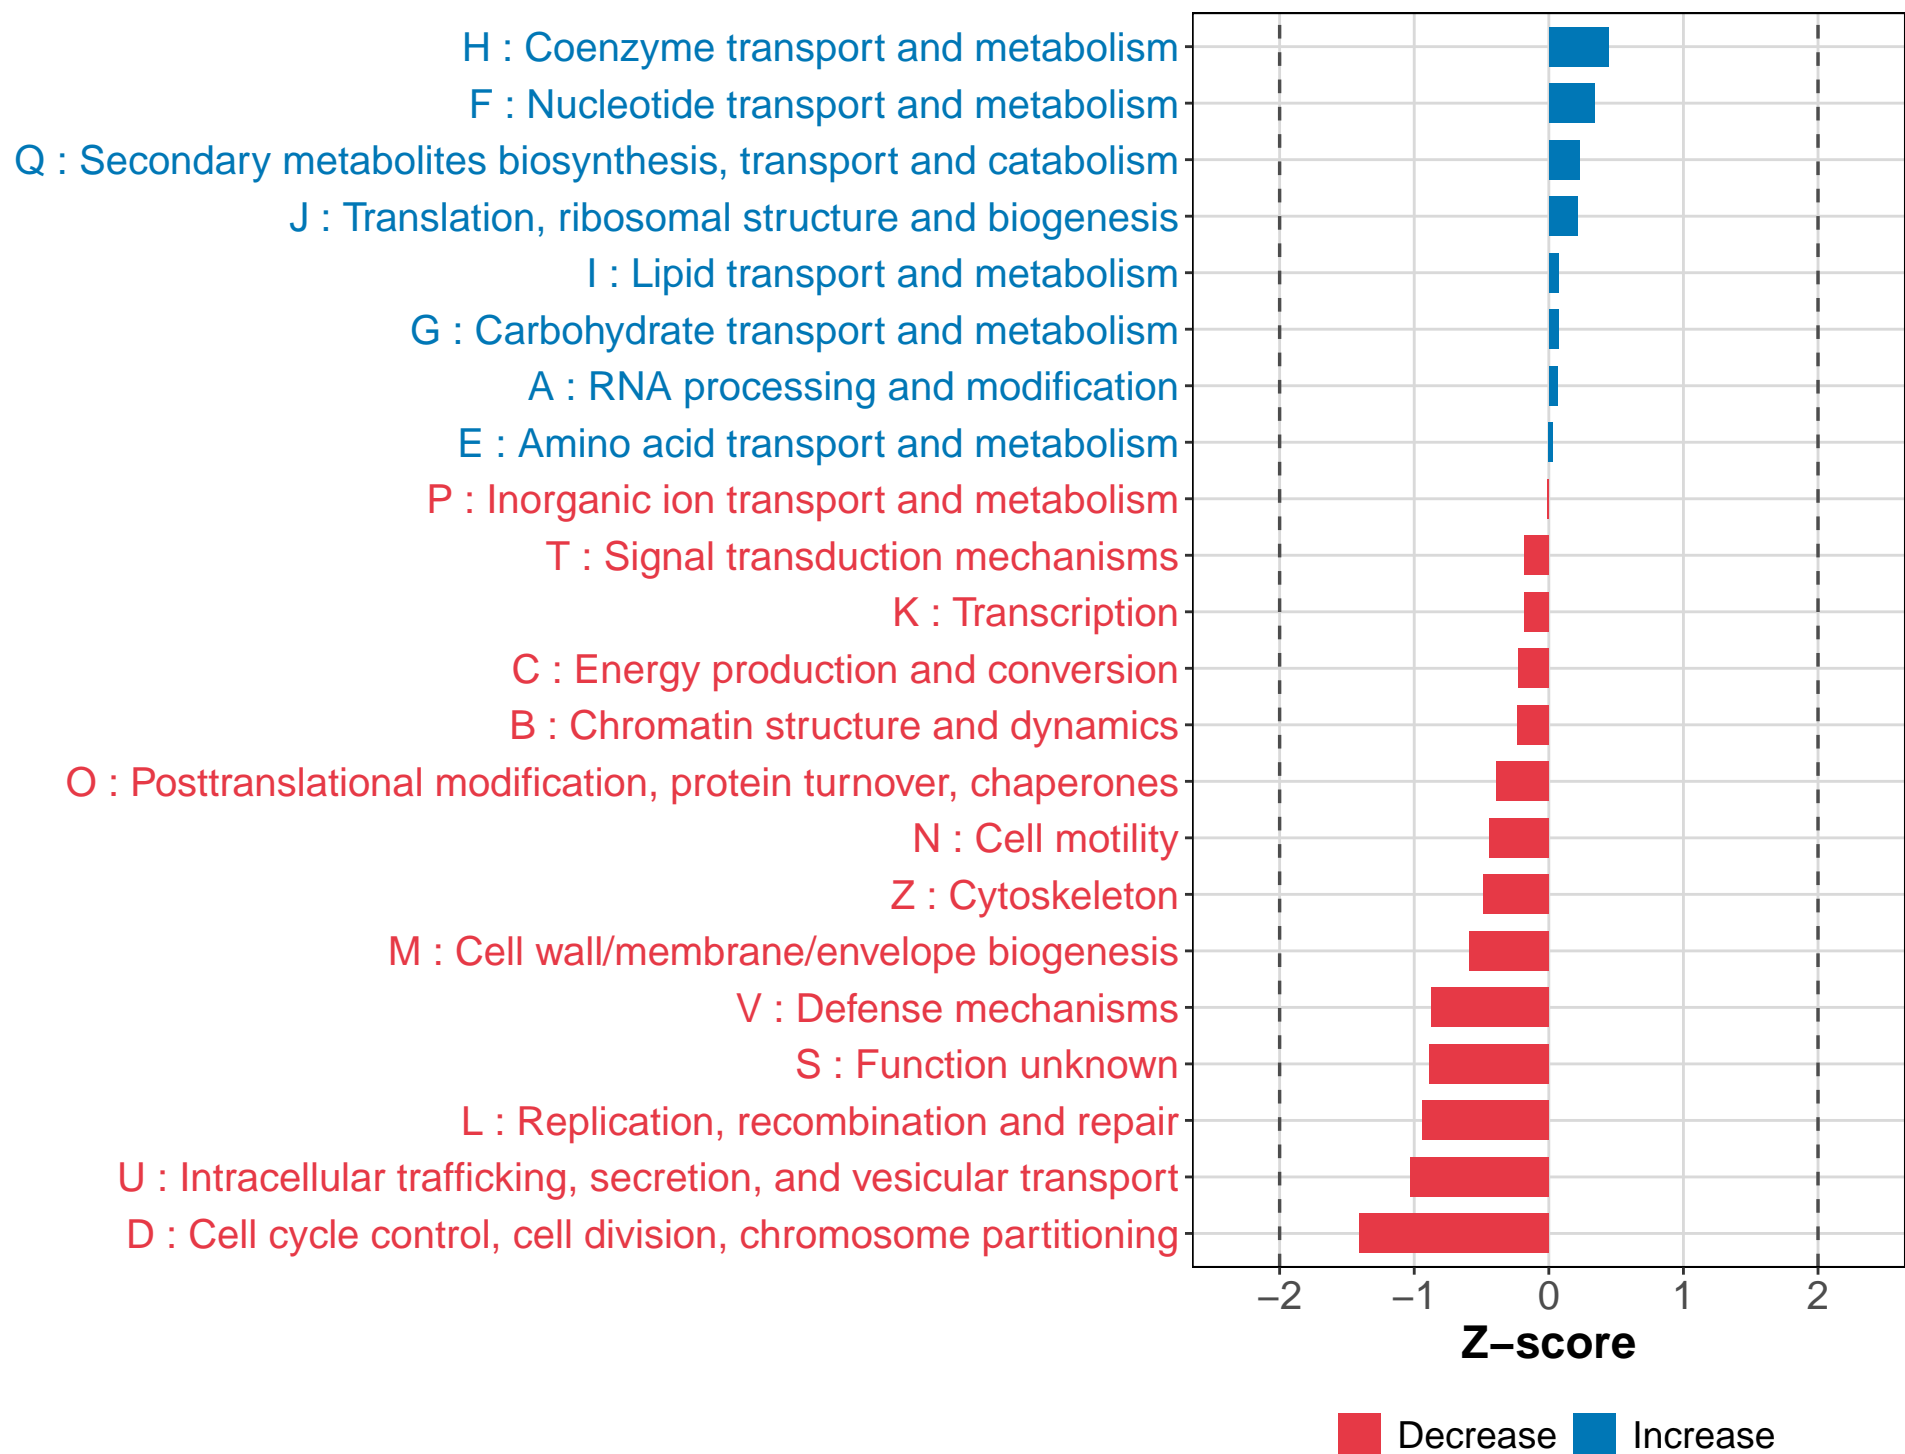 H : Coenzyme transport and metabolism
F : Nucleotide transport and metabolism
Q : Secondary metabolites biosynthesis, transport and catabolism
J : Translation, ribosomal structure and biogenesis
I : Lipid transport and metabolism
G : Carbohydrate transport and metabolism
A : RNA processing and modification
E : Amino acid transport and metabolism
P : Inorganic ion transport and metabolism
T : Signal transduction mechanisms
K : Transcription
C : Energy production and conversion
B : Chromatin structure and dynamics
O : Posttranslational modification, protein turnover, chaperones
N : Cell motility
Z : Cytoskeleton
M : Cell wall/membrane/envelope biogenesis
V : Defense mechanisms
S : Function unknown
L : Replication, recombination and repair
U : Intracellular trafficking, secretion, and vesicular transport
D : Cell cycle control, cell division, chromosome partitioning
−2 −1 0 1 2
Z−score
Decrease Increase